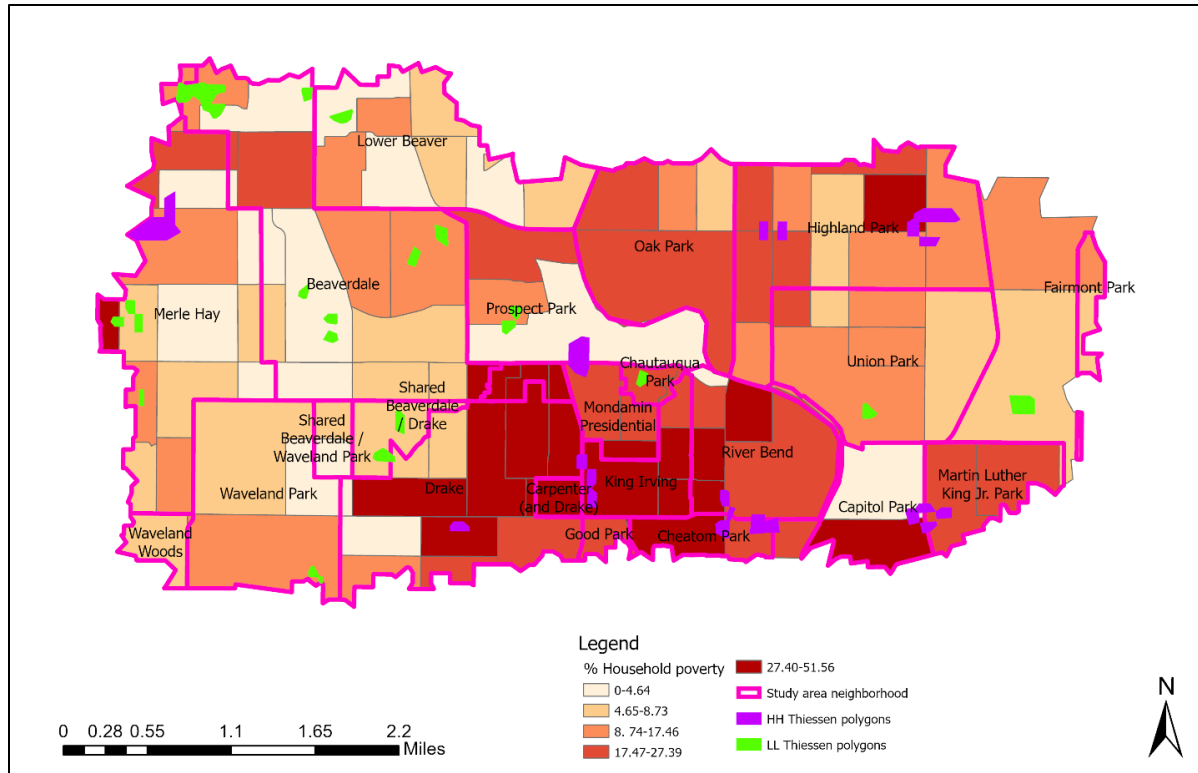 Lower Beaver
Highland Park
Oak Park
Beaverdale
Fairmont Park
Merle Hay
Prospect Park
Chautauqua
Park
Union Park
Shared
Beaverdale
/ Drake
Mondamin
Presidential
Shared
Beaverdale /
Waveland Park
River Bend
Waveland Park
Drake
Carpenter
(and Drake)
King Irving
Martin Luther
King Jr. Park
Capitol Park
Waveland
Woods
Good Park
Cheatom Park
Legend
% Household poverty
0-4.64
4.65-8.73
8. 74-17.46
17.47-27.39
27.40-51.56
Study area neighborhood
HH Thiessen polygons
LL Thiessen polygons
0 0.28 0.55 1.1 1.65 2.2
Miles
N